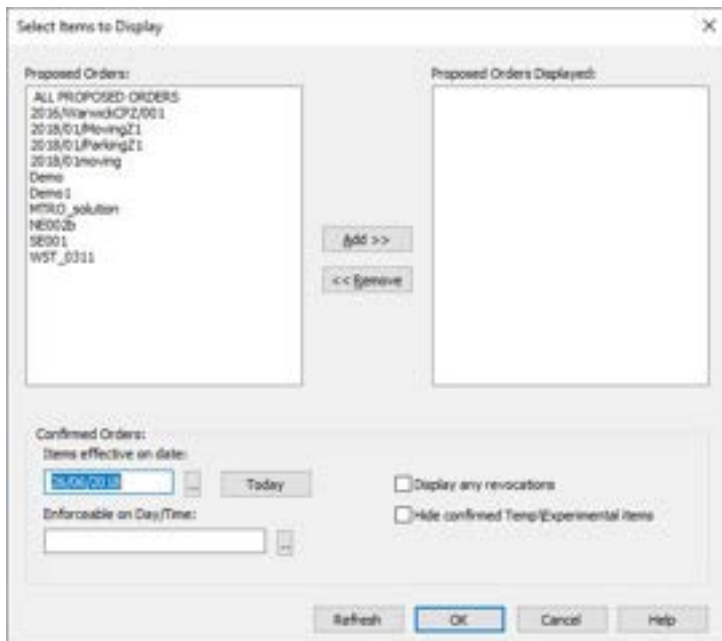 Select Items to Display
Proposed Orders:
Proposed Orders Displayed:
ALL PROPOSED ORDERS
2016/WarwickCPZ/001
2018/01/MovingZ1
2018/01/ParkingZ1
2018/01moving
Demo
Demo1
MTRO_solution
NE002b
SE001
WST_0311
Add >>
<< Remove
Confirmed Orders:
Items effective on date:
... Today
Display any revocations
Enforceable on Day/Time:
Hide confirmed Temp\Experimental items
...
Refresh OK Cancel Help